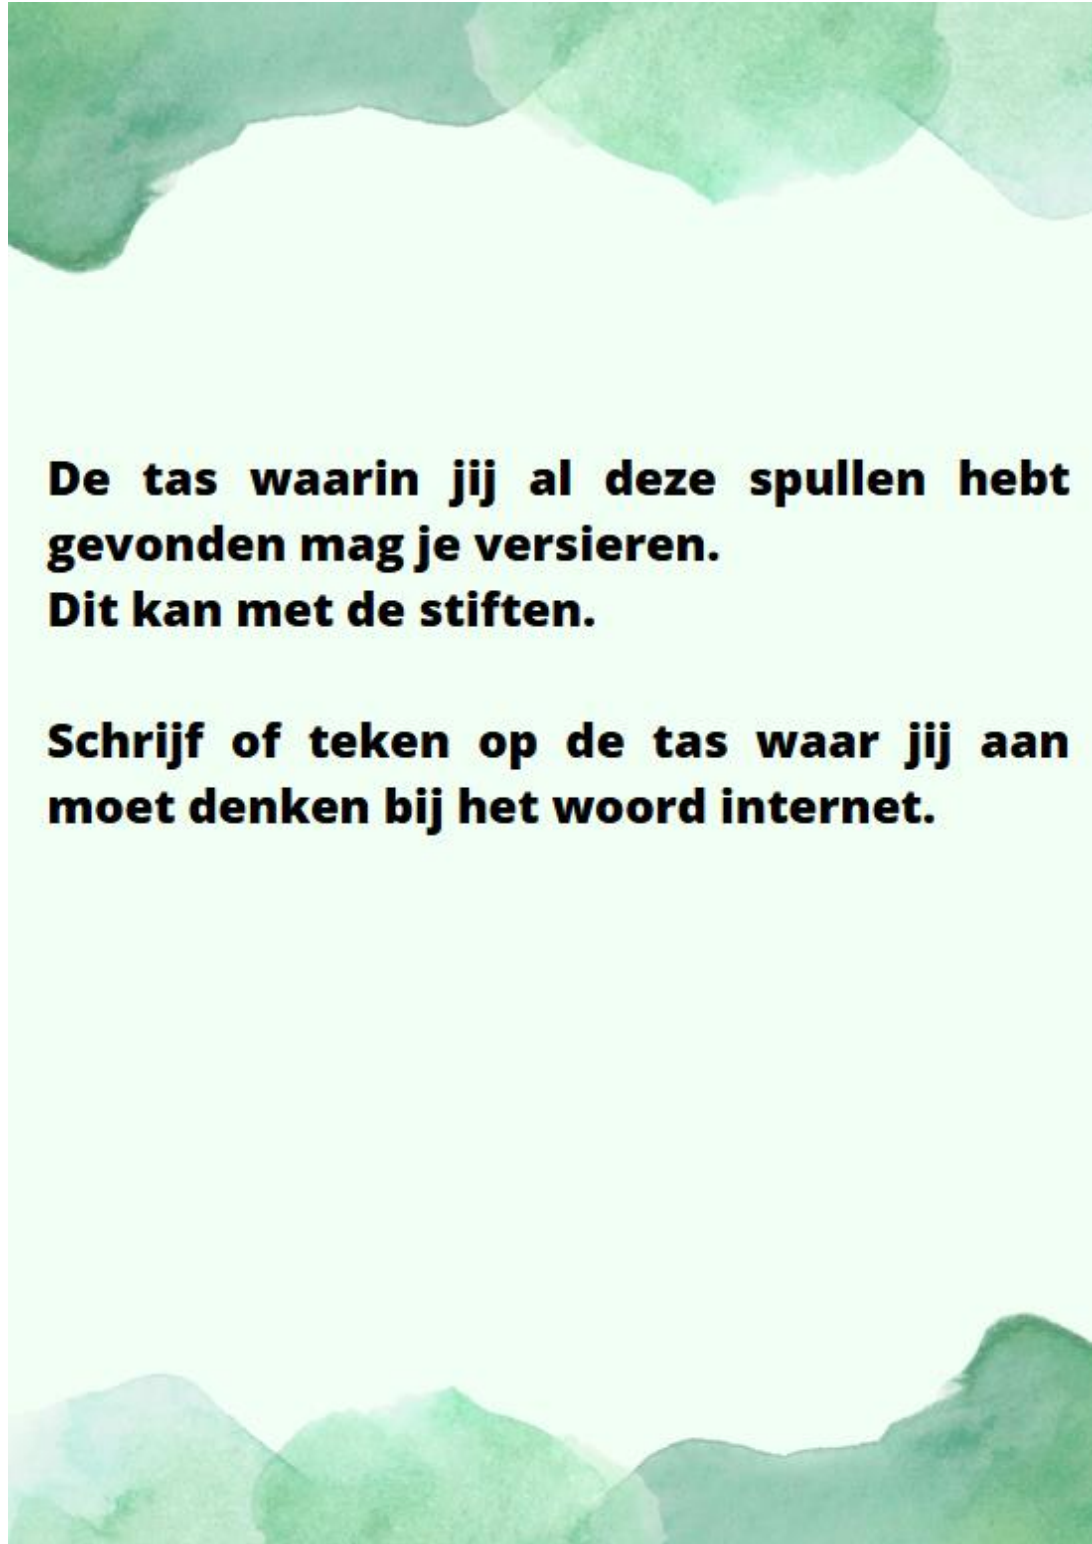 De tas waarin jij al deze spullen hebt
gevonden mag je versieren.
Dit kan met de stiften.
Schrijf of teken op de tas waar jij aan
moet denken bij het woord internet.